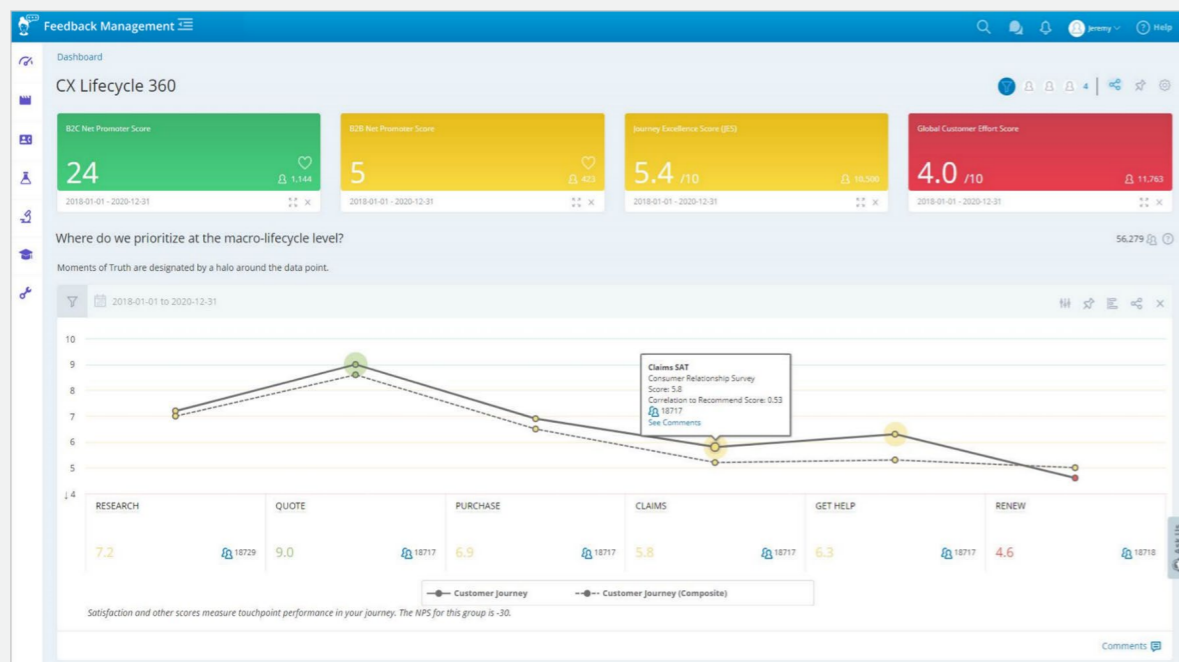 Feedback Management
Jeremy
Help
Dashboard
CX Lifecycle 360
4
B2C Net Promoter Score
24
1,144
2018-01-01 - 2020-12-31
B2B Net Promoter Score
5
423
2018-01-01 - 2020-12-31
Journey Excellence Score (JES)
5.4 /10
10,500
2018-01-01 - 2020-12-31
Global Customer Effort Score
4.0 /10
11,763
2018-01-01 - 2020-12-31
Where do we prioritize at the macro-lifecycle level?
56,279
Moments of Truth are designated by a halo around the data point.
2018-01-01 to 2020-12-31
10
9
8
7
6
5
↓4
Claims SAT
Consumer Relationship Survey
Score: 5.8
Correlation to Recommend Score: 0.53
18717
See Comments
RESEARCH
7.2
18729
QUOTE
9.0
18717
PURCHASE
6.9
18717
CLAIMS
5.8
18717
GET HELP
6.3
18717
RENEW
4.6
18718
Customer Journey
Customer Journey (Composite)
Satisfaction and other scores measure touchpoint performance in your journey. The NPS for this group is -30.
Comments